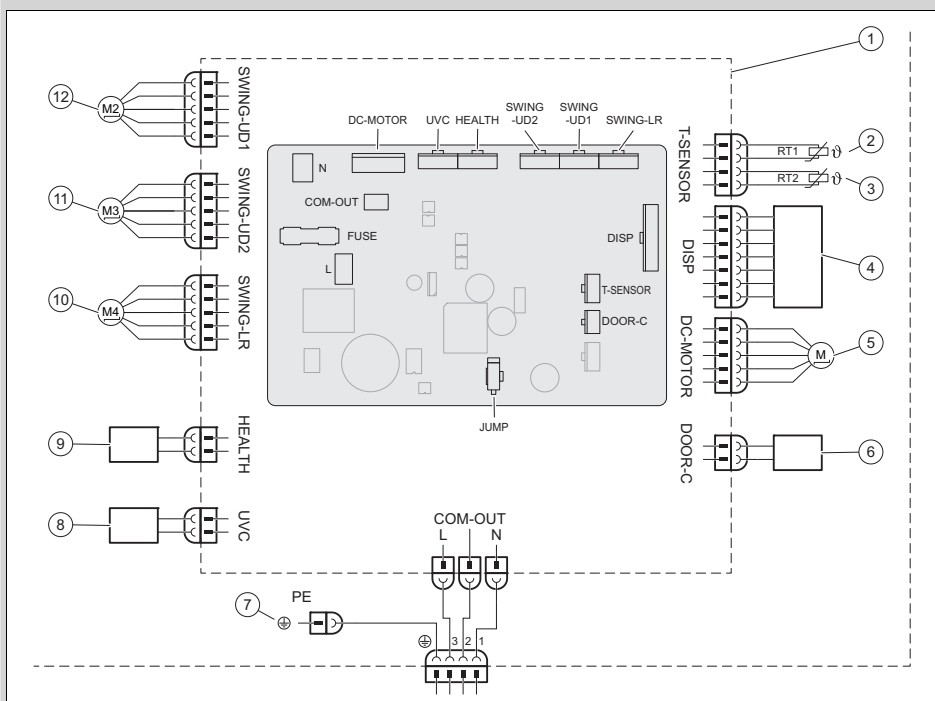 1
12
M2
SWING-UD1
DC-MOTOR
UVC
HEALTH
SWING
-UD2
SWING
-UD1
SWING-LR
T-SENSOR
RT1
ϑ
2
RT2
ϑ
3
11
M3
SWING-UD2
N
COM-OUT
FUSE
L
DISP
T-SENSOR
DOOR-C
JUMP
DISP
4
10
M4
SWING-LR
DC-MOTOR
M
5
9
HEALTH
DOOR-C
6
8
UVC
COM-OUT
L
N
7
PE
3
2
1